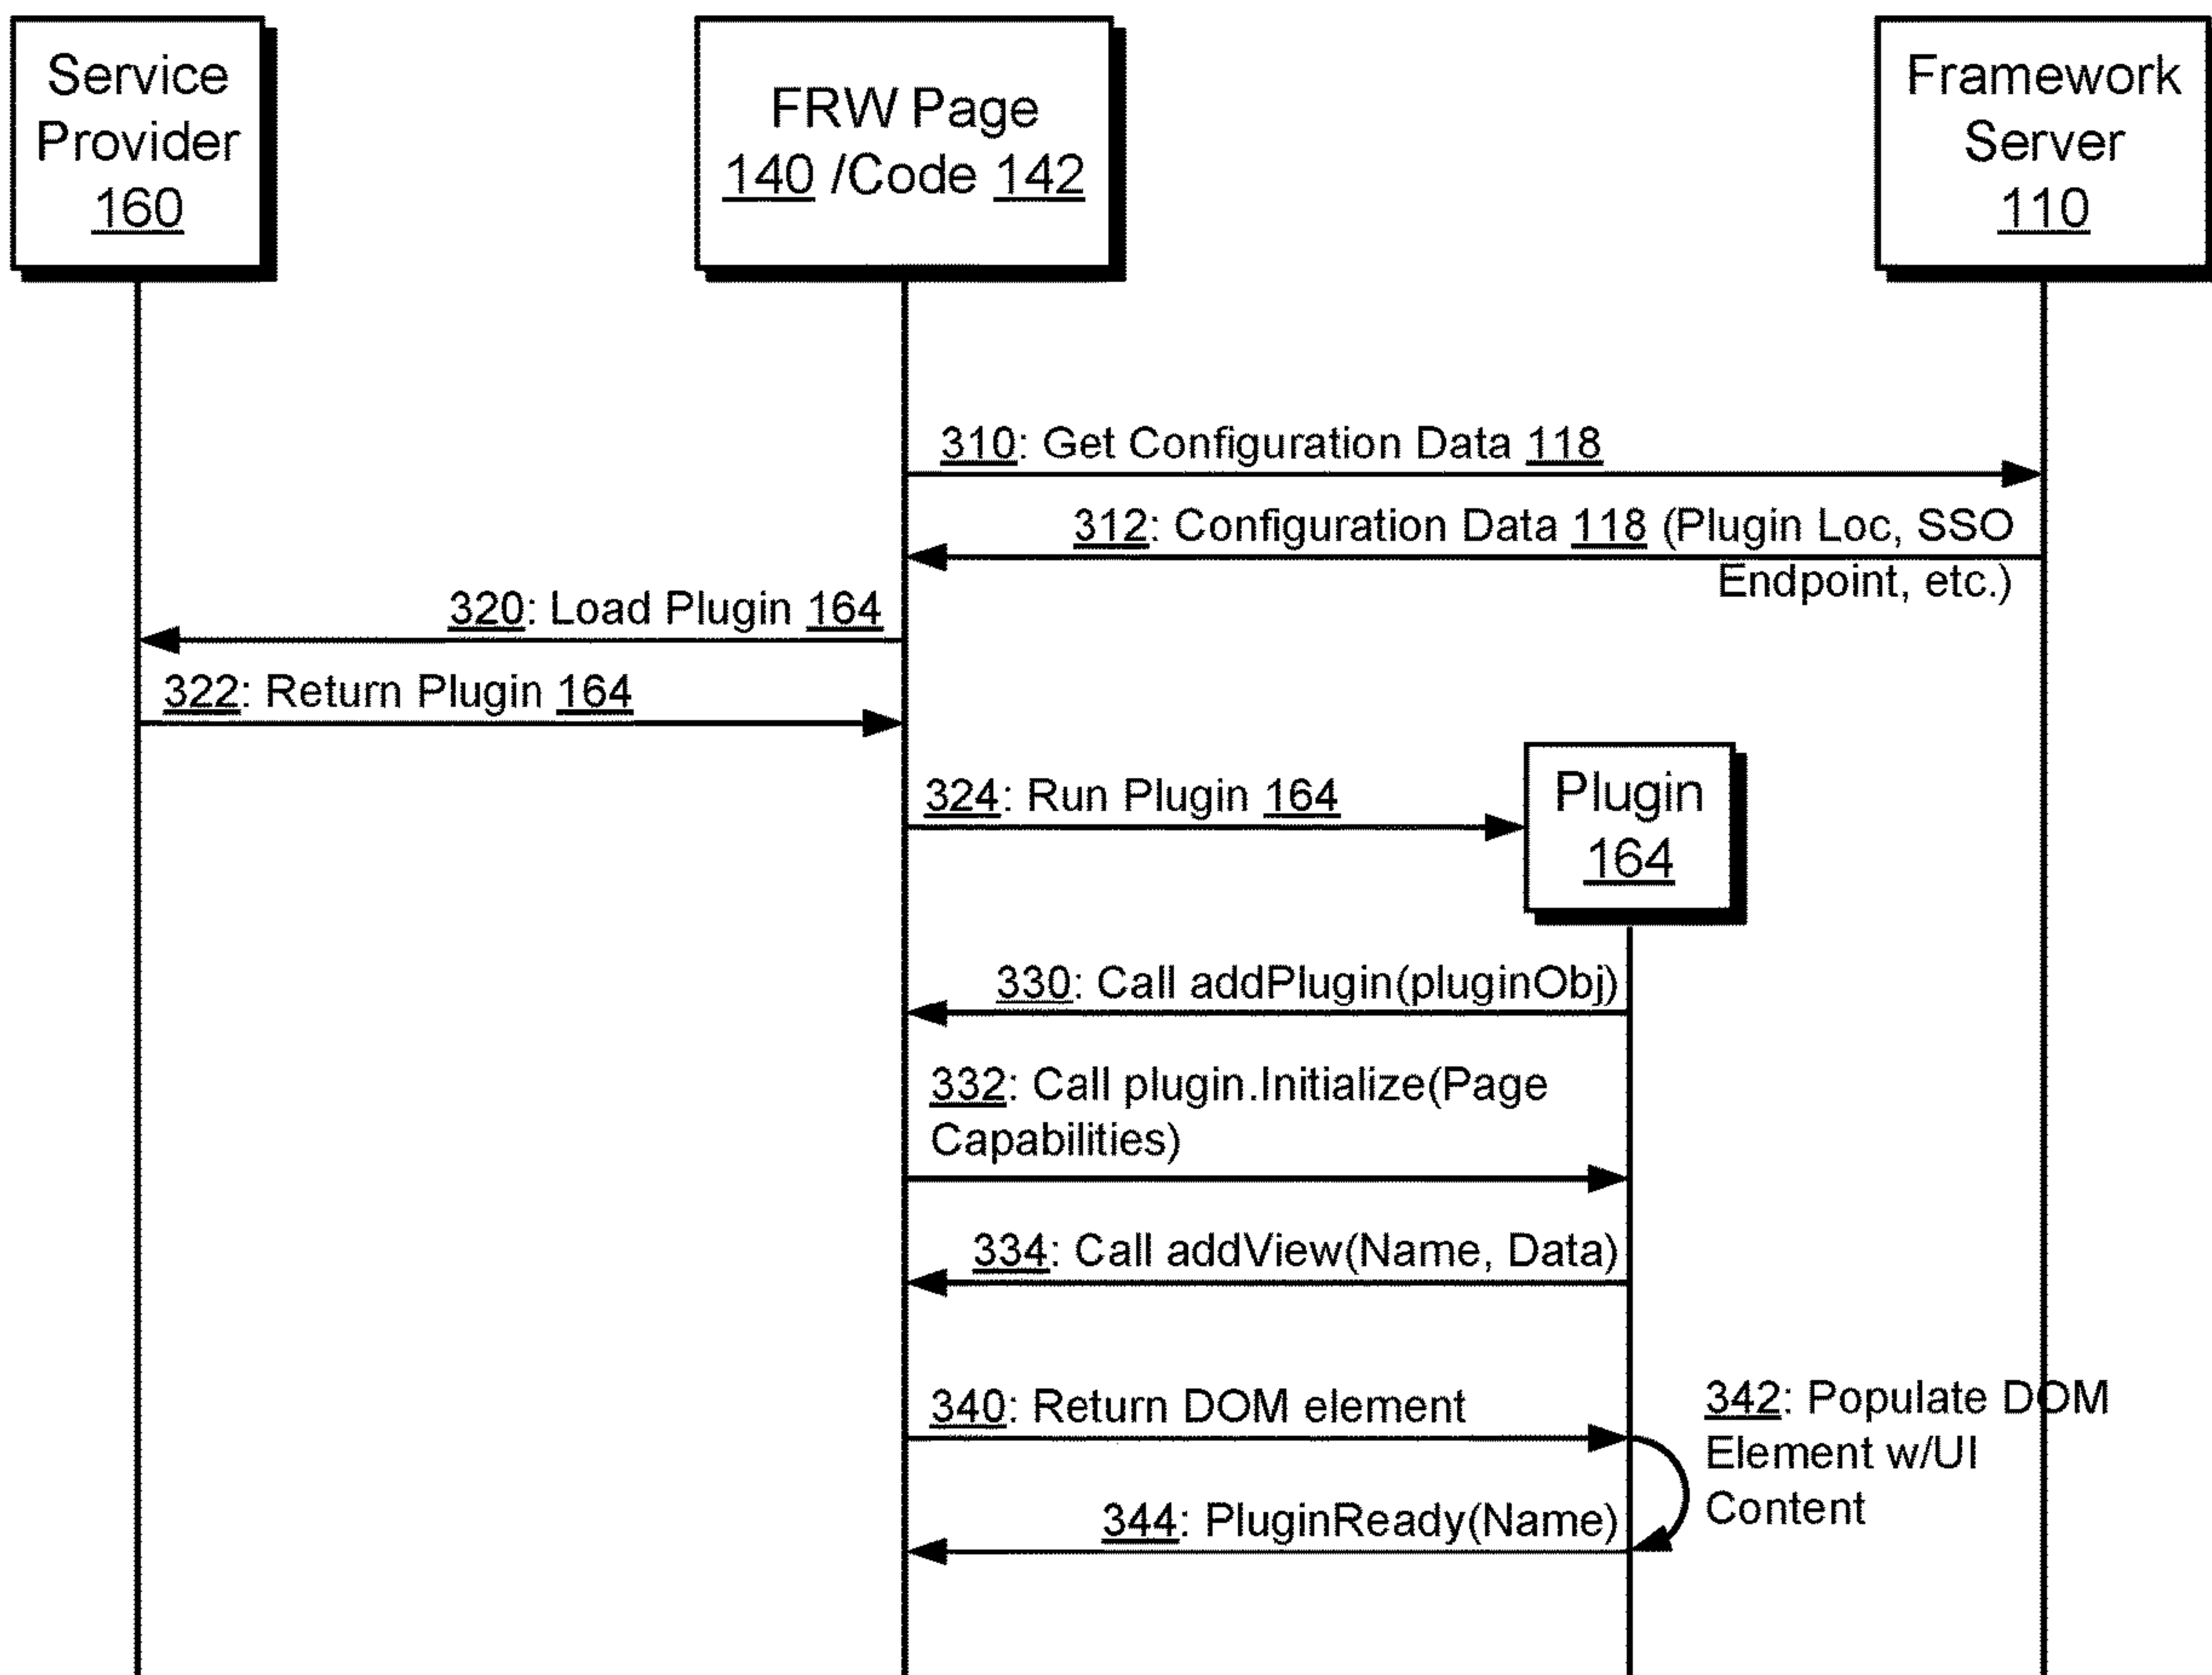 Service
Provider
160
FRW Page
140 /Code 142
Framework
Server
110
310: Get Configuration Data 118
312: Configuration Data 118 (Plugin Loc, SSO
Endpoint, etc.)
320: Load Plugin 164
322: Return Plugin 164
324: Run Plugin 164
Plugin
164
330: Call addPlugin(pluginObj)
332: Call plugin.Initialize(Page
Capabilities)
334: Call addView(Name, Data)
340: Return DOM element
342: Populate DOM
Element w/UI
Content
344: PluginReady(Name)